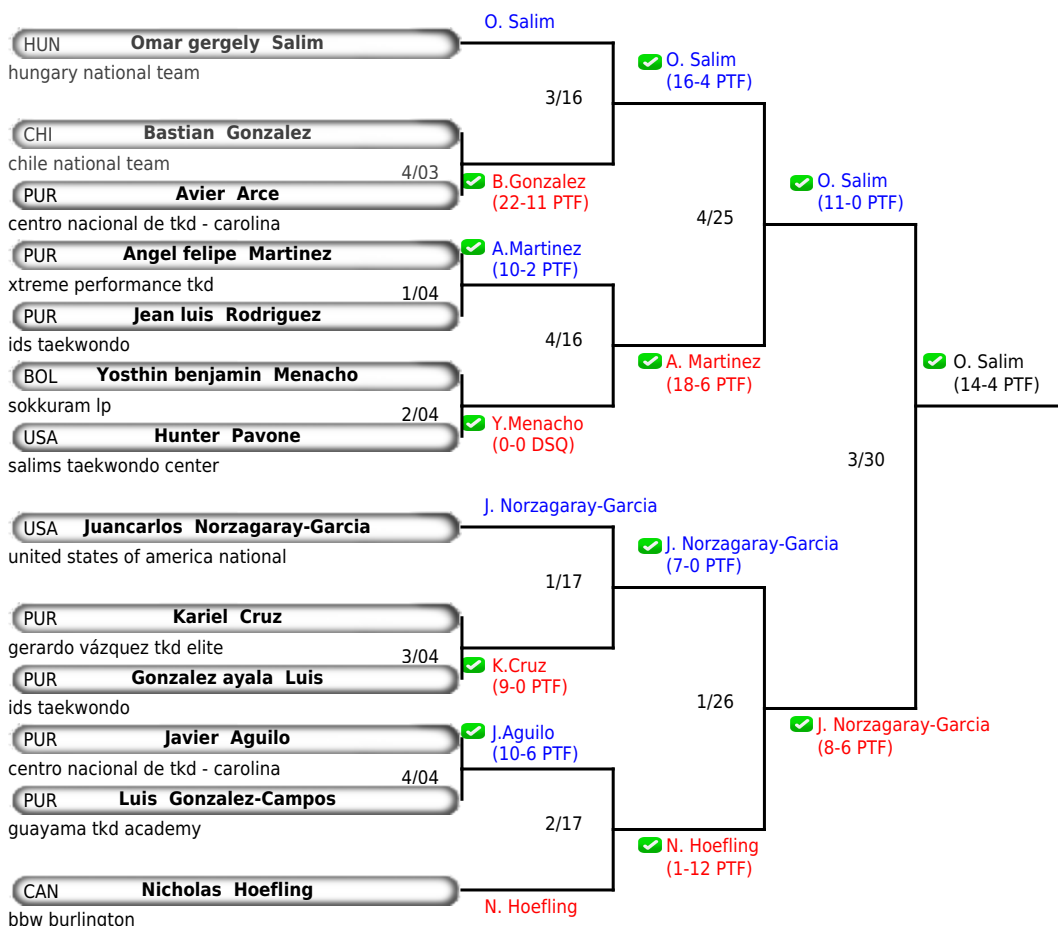 O. Salim
HUN Omar gergely Salim
hungary national team
O. Salim
(16-4 PTF)
3/16
CHI Bastian Gonzalez
chile national team
4/03
B.Gonzalez
(22-11 PTF)
PUR Avier Arce
centro nacional de tkd - carolina
O. Salim
(11-0 PTF)
4/25
PUR Angel felipe Martinez
xtreme performance tkd
A.Martinez
(10-2 PTF)
1/04
PUR Jean luis Rodriguez
ids taekwondo
4/16
A. Martinez
(18-6 PTF)
O. Salim
(14-4 PTF)
BOL Yosthin benjamin Menacho
sokkuram lp
2/04
Y.Menacho
(0-0 DSQ)
USA Hunter Pavone
salims taekwondo center
3/30
J. Norzagaray-Garcia
USA Juancarlos Norzagaray-Garcia
united states of america national
J. Norzagaray-Garcia
(7-0 PTF)
1/17
PUR Kariel Cruz
gerardo vázquez tkd elite
3/04
K.Cruz
(9-0 PTF)
PUR Gonzalez ayala Luis
ids taekwondo
1/26
J. Norzagaray-Garcia
(8-6 PTF)
PUR Javier Aguilo
centro nacional de tkd - carolina
J.Aguilo
(10-6 PTF)
4/04
PUR Luis Gonzalez-Campos
guayama tkd academy
2/17
N. Hoefling
(1-12 PTF)
CAN Nicholas Hoefling
bbw burlington
N. Hoefling